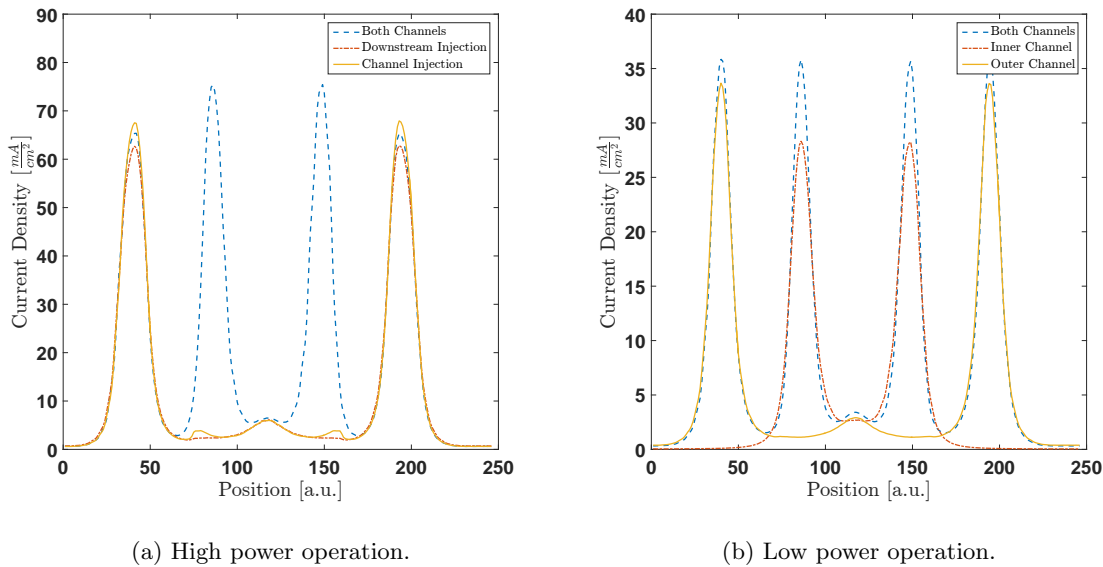 90
80
70
60
50
40
30
20
10
0
0 50 100 150 200 250
Current Density [mA/cm²]
Position [a.u.]
Both Channels
Downstream Injection
Channel Injection
(a) High power operation.
40
35
30
25
20
15
10
5
0
0 50 100 150 200 250
Current Density [mA/cm²]
Position [a.u.]
Both Channels
Inner Channel
Outer Channel
(b) Low power operation.